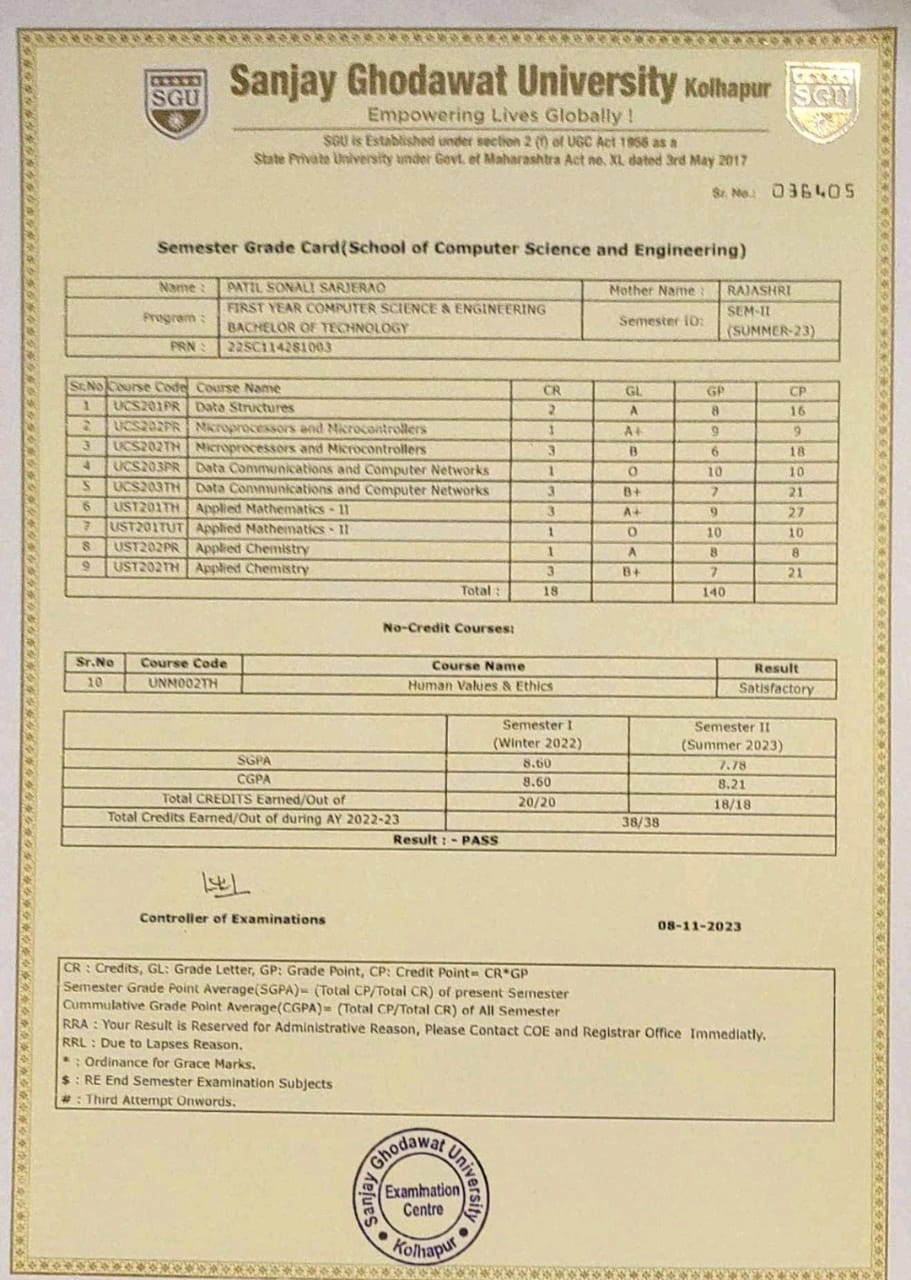 SGU
Sanjay Ghodawat University Kolhapur
SGU
Empowering Lives Globally !
SGU is Established under section 2 (f) of UGC Act 1956 as a
State Private University under Govt. of Maharashtra Act no. XL dated 3rd May 2017
Sr. No.: 036405
Semester Grade Card(School of Computer Science and Engineering)
Name : PATIL SONALI SARJERAO Mother Name : RAJASHRI
Program : FIRST YEAR COMPUTER SCIENCE & ENGINEERING BACHELOR OF TECHNOLOGY Semester ID: SEM-II (SUMMER-23)
PRN : 22SC114281003
Sr.No Course Code Course Name CR GL GP CP
1 UCS201PR Data Structures 2 A 8 16
2 UCS202PR Microprocessors and Microcontrollers 1 A+ 9 9
3 UCS202TH Microprocessors and Microcontrollers 3 B 6 18
4 UCS203PR Data Communications and Computer Networks 1 O 10 10
5 UCS203TH Data Communications and Computer Networks 3 B+ 7 21
6 UST201TH Applied Mathematics - II 3 A+ 9 27
7 UST201TUT Applied Mathematics - II 1 O 10 10
8 UST202PR Applied Chemistry 1 A 8 8
9 UST202TH Applied Chemistry 3 B+ 7 21
Total : 18 140
No-Credit Courses:
Sr.No Course Code Course Name Result
10 UNM002TH Human Values & Ethics Satisfactory
Semester I (Winter 2022) Semester II (Summer 2023)
SGPA 8.60 7.78
CGPA 8.60 8.21
Total CREDITS Earned/Out of 20/20 18/18
Total Credits Earned/Out of during AY 2022-23 38/38
Result : - PASS
Controller of Examinations 08-11-2023
CR : Credits, GL: Grade Letter, GP: Grade Point, CP: Credit Point= CR*GP
Semester Grade Point Average(SGPA)= (Total CP/Total CR) of present Semester
Cummulative Grade Point Average(CGPA)= (Total CP/Total CR) of All Semester
RRA : Your Result is Reserved for Administrative Reason, Please Contact COE and Registrar Office Immediatly.
RRL : Due to Lapses Reason.
* : Ordinance for Grace Marks.
$ : RE End Semester Examination Subjects
# : Third Attempt Onwords.
Sanjay Ghodawat University
Examination
Centre
Kolhapur